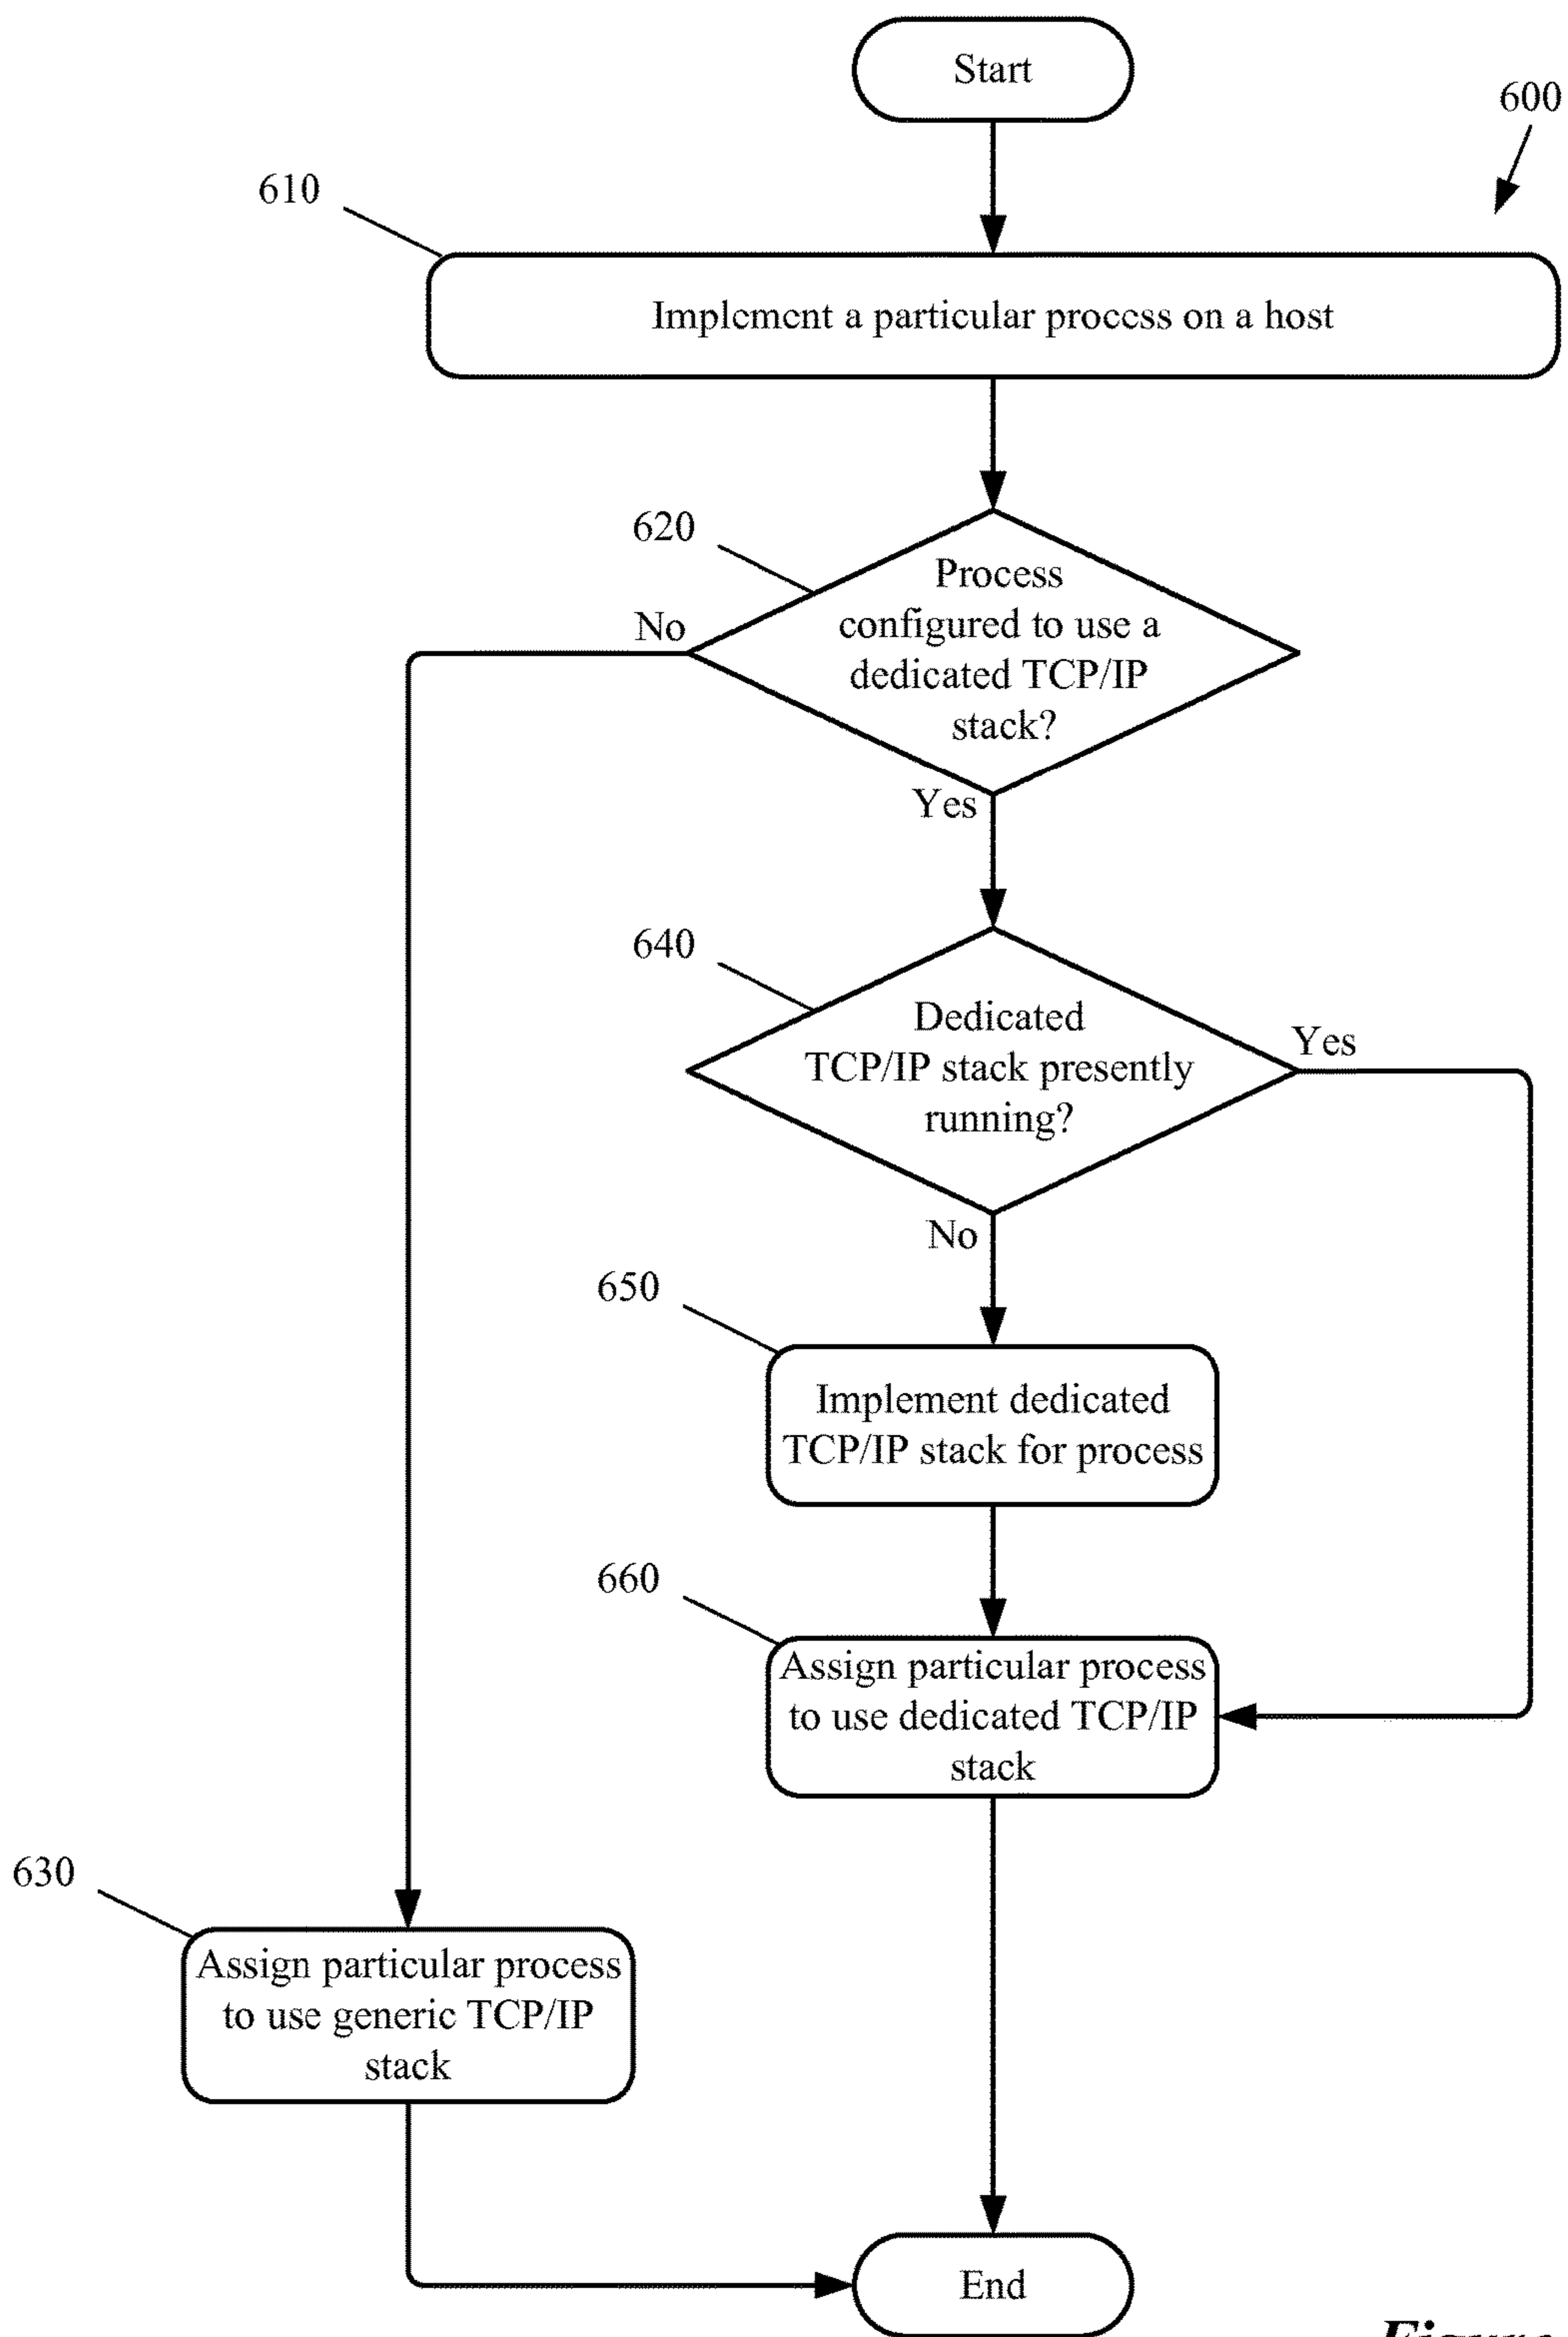 Start
600
610
Implement a particular process on a host
620
Process
configured to use a
dedicated TCP/IP
stack?
No
Yes
640
Dedicated
TCP/IP stack presently
running?
Yes
No
650
Implement dedicated
TCP/IP stack for process
660
Assign particular process
to use dedicated TCP/IP
stack
630
Assign particular process
to use generic TCP/IP
stack
End
Figure